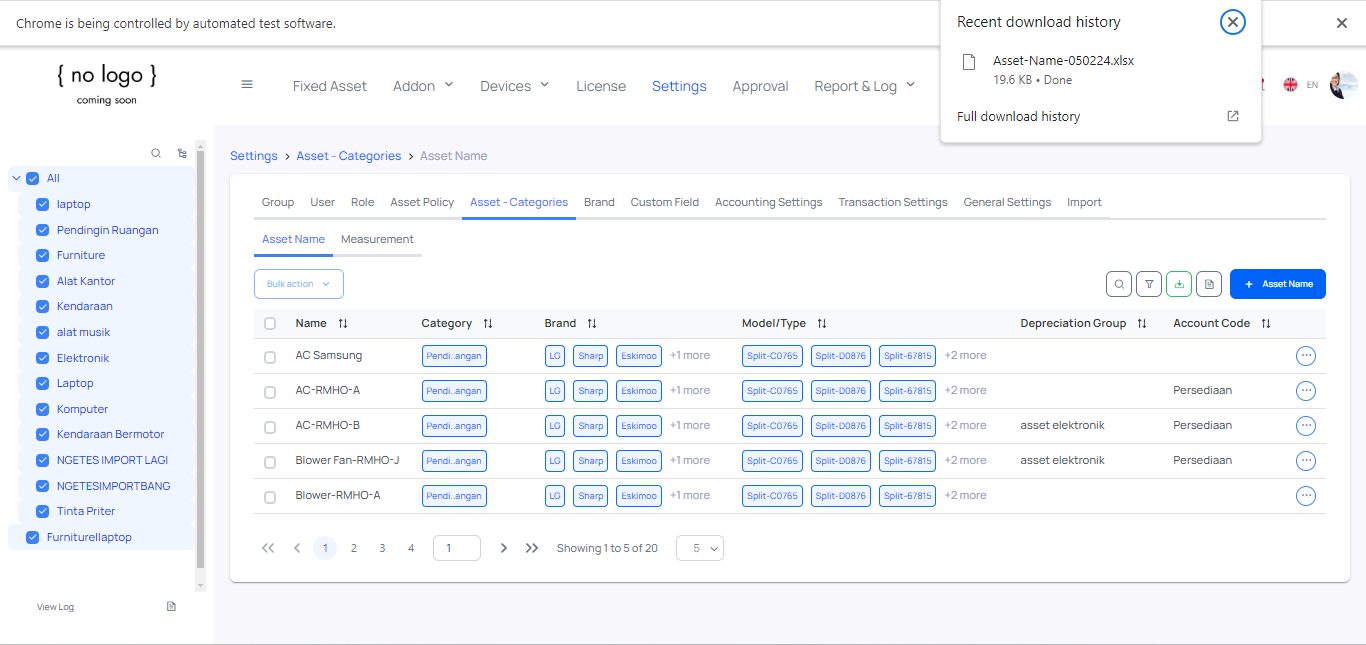 Chrome is being controlled by automated test software.
Recent download history
Asset-Name-050224.xlsx
19.6 KB • Done
Full download history
{ no logo }
coming soon
Fixed Asset Addon Devices License Settings Approval Report & Log EN
All
laptop
Pendingin Ruangan
Furniture
Alat Kantor
Kendaraan
alat musik
Elektronik
Laptop
Komputer
Kendaraan Bermotor
NGETES IMPORT LAGI
NGETESIMPORTBANG
Tinta Priter
Furniturellaptop
View Log
Settings > Asset - Categories > Asset Name
Group User Role Asset Policy Asset - Categories Brand Custom Field Accounting Settings Transaction Settings General Settings Import
Asset Name Measurement
Bulk action + Asset Name
Name Category Brand Model/Type Depreciation Group Account Code
AC Samsung Pendi..angan LG Sharp Eskimoo +1 more Split-C0765 Split-D0876 Split-67815 +2 more
AC-RMHO-A Pendi..angan LG Sharp Eskimoo +1 more Split-C0765 Split-D0876 Split-67815 +2 more Persediaan
AC-RMHO-B Pendi..angan LG Sharp Eskimoo +1 more Split-C0765 Split-D0876 Split-67815 +2 more asset elektronik Persediaan
Blower Fan-RMHO-J Pendi..angan LG Sharp Eskimoo +1 more Split-C0765 Split-D0876 Split-67815 +2 more asset elektronik Persediaan
Blower-RMHO-A Pendi..angan LG Sharp Eskimoo +1 more Split-C0765 Split-D0876 Split-67815 +2 more
1 2 3 4 1 Showing 1 to 5 of 20 5